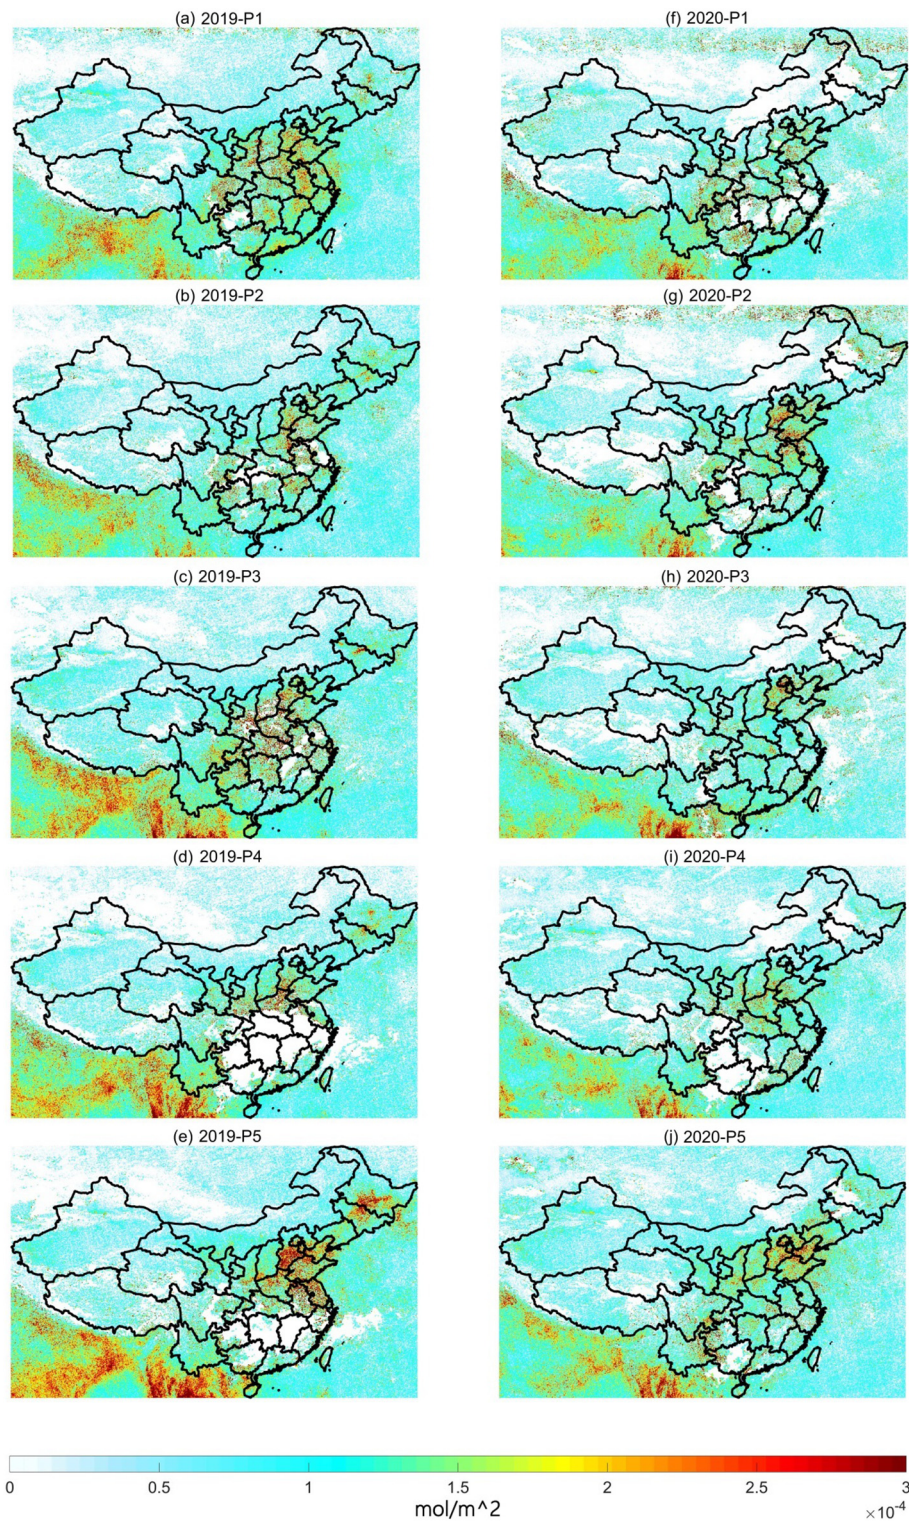 (a) 2019-P1
(f) 2020-P1
(b) 2019-P2
(g) 2020-P2
(c) 2019-P3
(h) 2020-P3
(d) 2019-P4
(i) 2020-P4
(e) 2019-P5
(j) 2020-P5
0 0.5 1 1.5 2 2.5 3
mol/m^2
×10⁻⁴